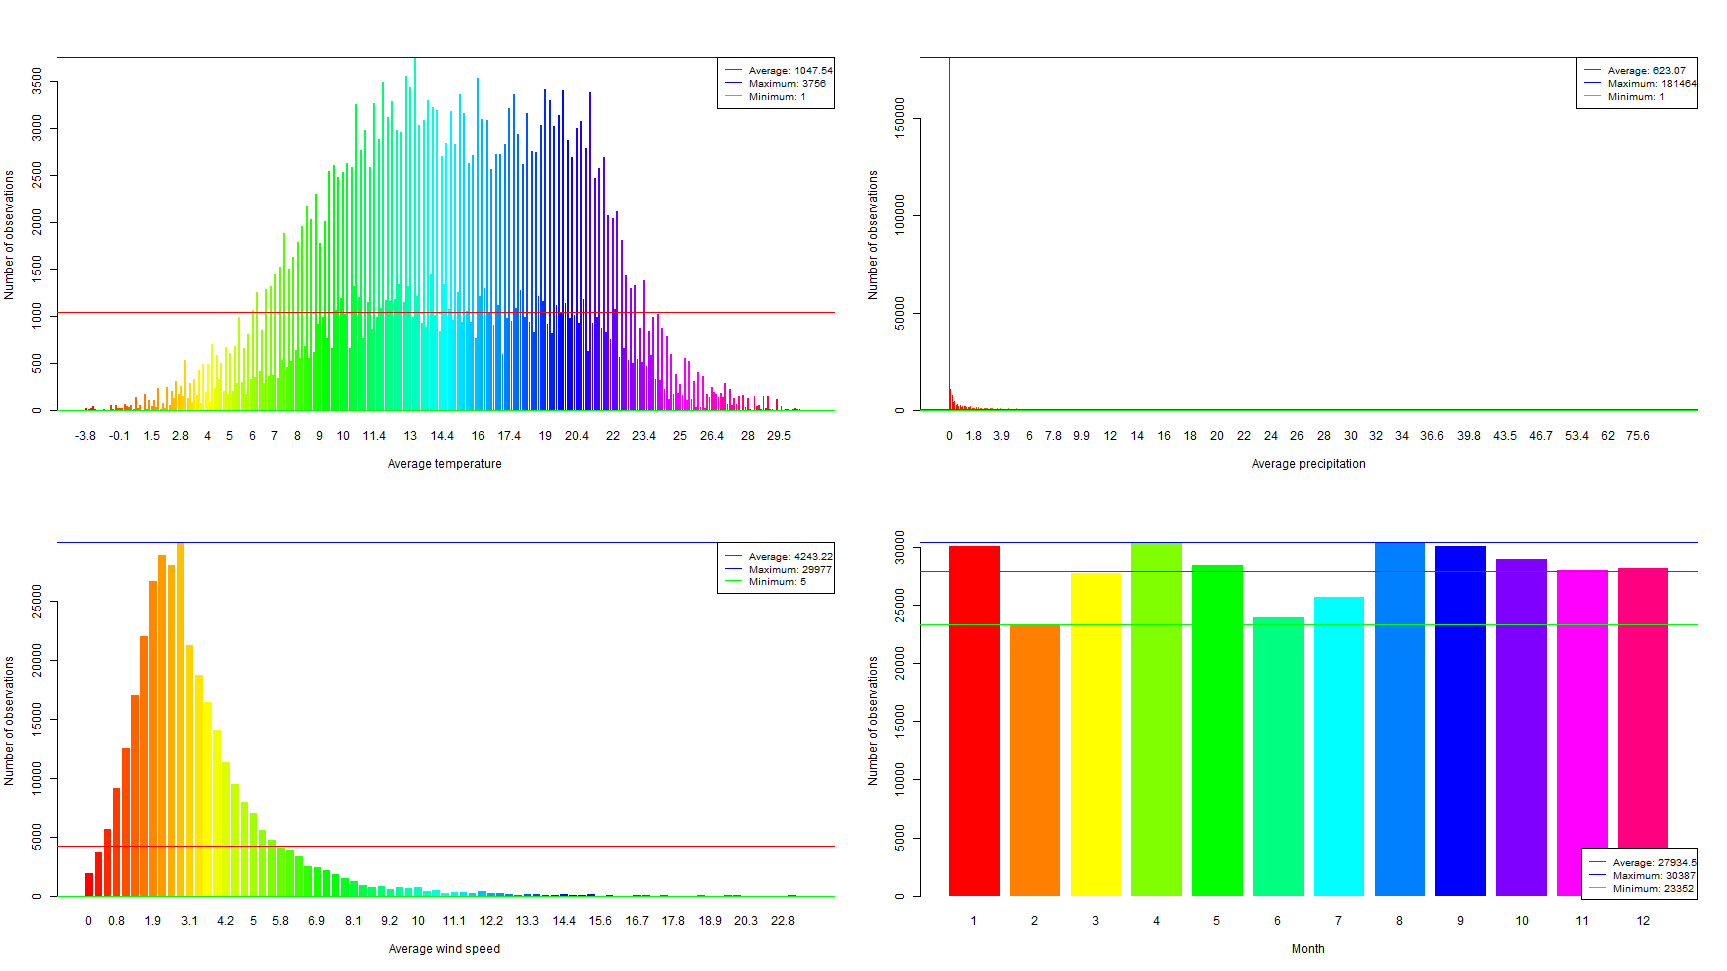 Number of observations
3500
3000
2500
2000
1500
1000
500
0
Average: 1047.54
Maximum: 3756
Minimum: 1
-3.8 -0.1 1.5 2.8 4 5 6 7 8 9 10 11.4 13 14.4 16 17.4 19 20.4 22 23.4 25 26.4 28 29.5
Average temperature
Number of observations
150000
100000
50000
0
Average: 623.07
Maximum: 181464
Minimum: 1
0 1.8 3.9 6 7.8 9.9 12 14 16 18 20 22 24 26 28 30 32 34 36.6 39.8 43.5 46.7 53.4 62 75.6
Average precipitation
Number of observations
25000
20000
15000
10000
5000
0
Average: 4243.22
Maximum: 29977
Minimum: 5
0 0.8 1.9 3.1 4.2 5 5.8 6.9 8.1 9.2 10 11.1 12.2 13.3 14.4 15.6 16.7 17.8 18.9 20.3 22.8
Average wind speed
Number of observations
30000
25000
20000
15000
10000
5000
0
Average: 27934.5
Maximum: 30387
Minimum: 23352
1 2 3 4 5 6 7 8 9 10 11 12
Month